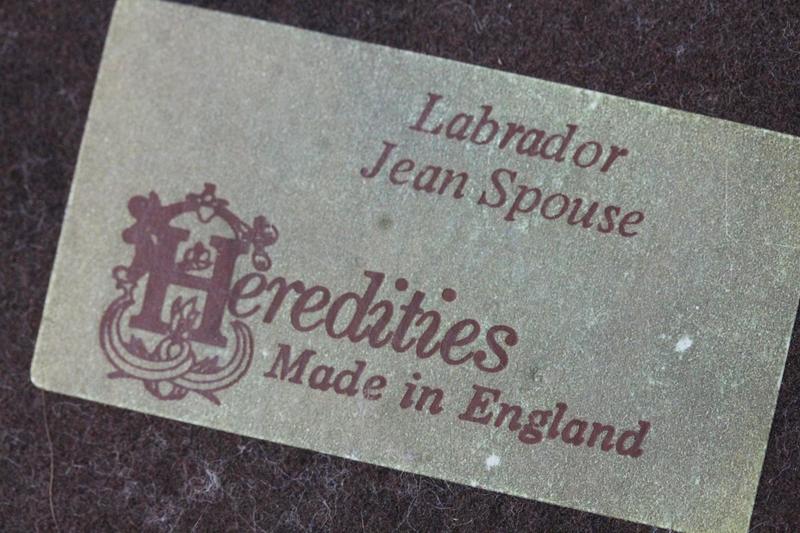 Labrador
Jean Spouse
Heredities
Made in England